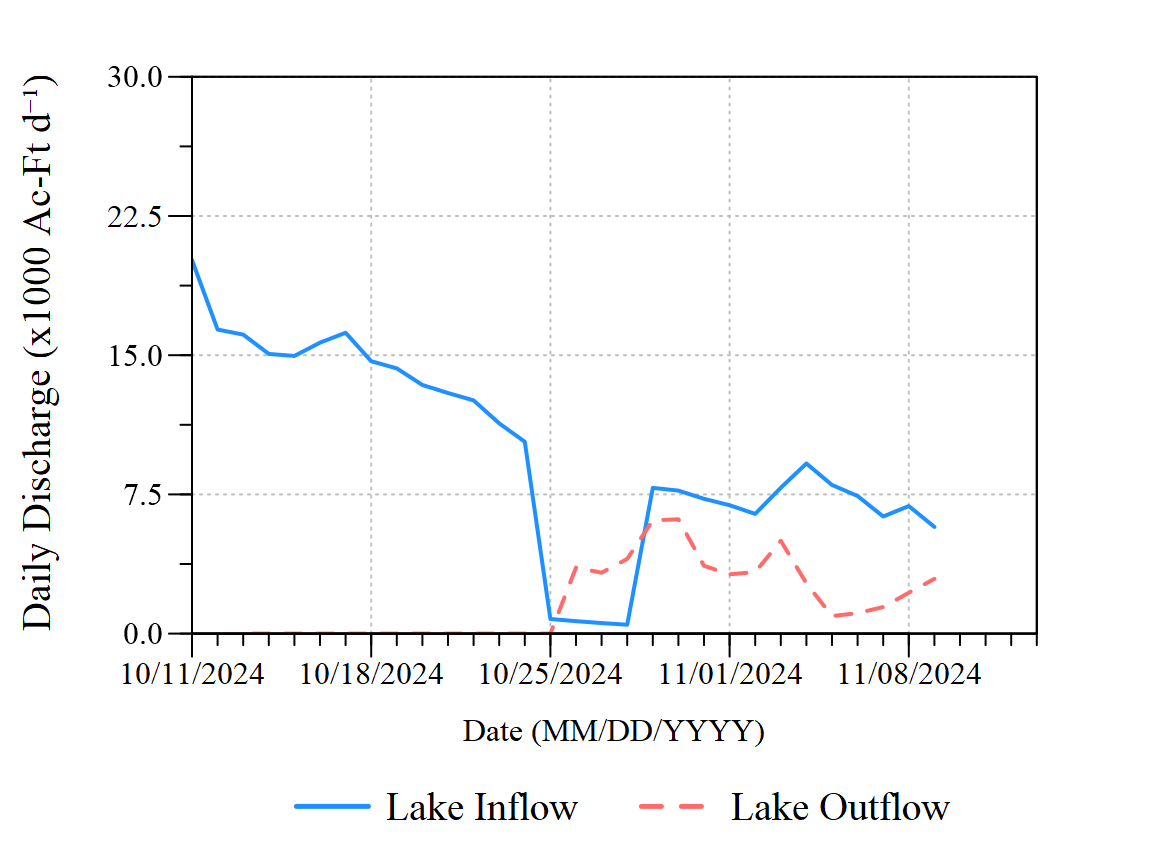 Daily Discharge (x1000 Ac-Ft d⁻¹)
30.0
22.5
15.0
7.5
0.0
10/11/2024 10/18/2024 10/25/2024 11/01/2024 11/08/2024
Date (MM/DD/YYYY)
Lake Inflow Lake Outflow